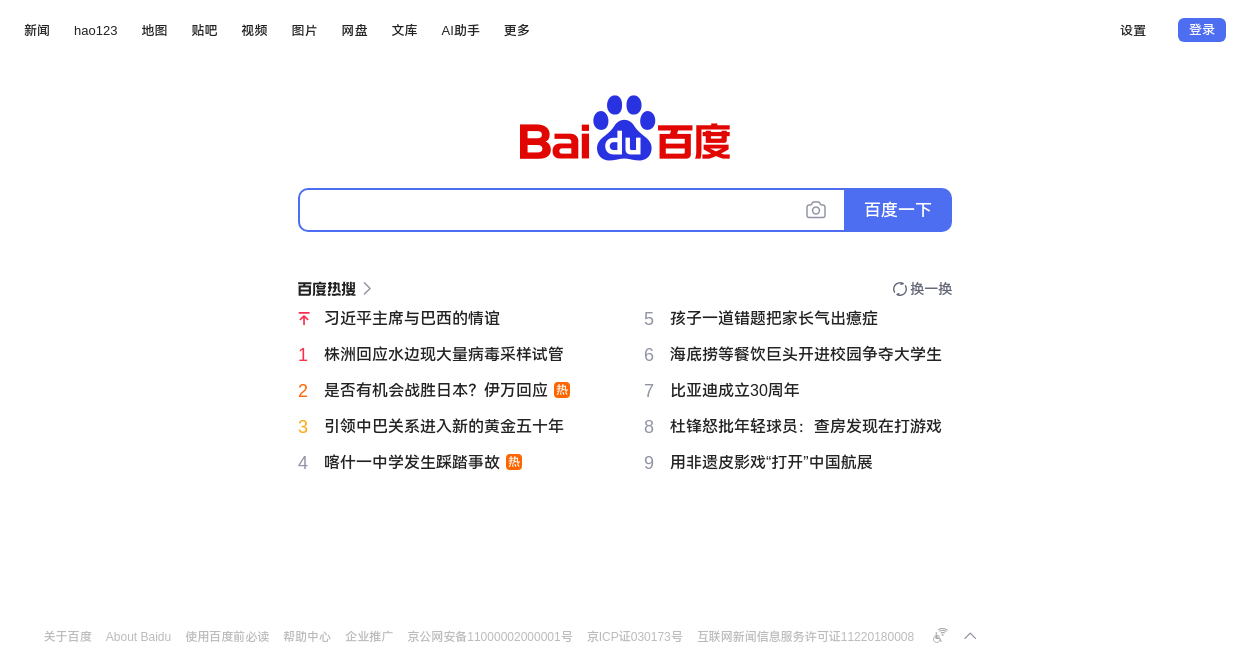 新闻 hao123 地图 贴吧 视频 图片 网盘 文库 AI助手 更多 设置 登录
Bai du 百度
百度一下
百度热搜 换一换
习近平主席与巴西的情谊
1 株洲回应水边现大量病毒采样试管
2 是否有机会战胜日本？伊万回应 热
3 引领中巴关系进入新的黄金五十年
4 喀什一中学发生踩踏事故 热
5 孩子一道错题把家长气出癔症
6 海底捞等餐饮巨头开进校园争夺大学生
7 比亚迪成立30周年
8 杜锋怒批年轻球员：查房发现在打游戏
9 用非遗皮影戏“打开”中国航展
关于百度 About Baidu 使用百度前必读 帮助中心 企业推广 京公网安备11000002000001号 京ICP证030173号 互联网新闻信息服务许可证11220180008